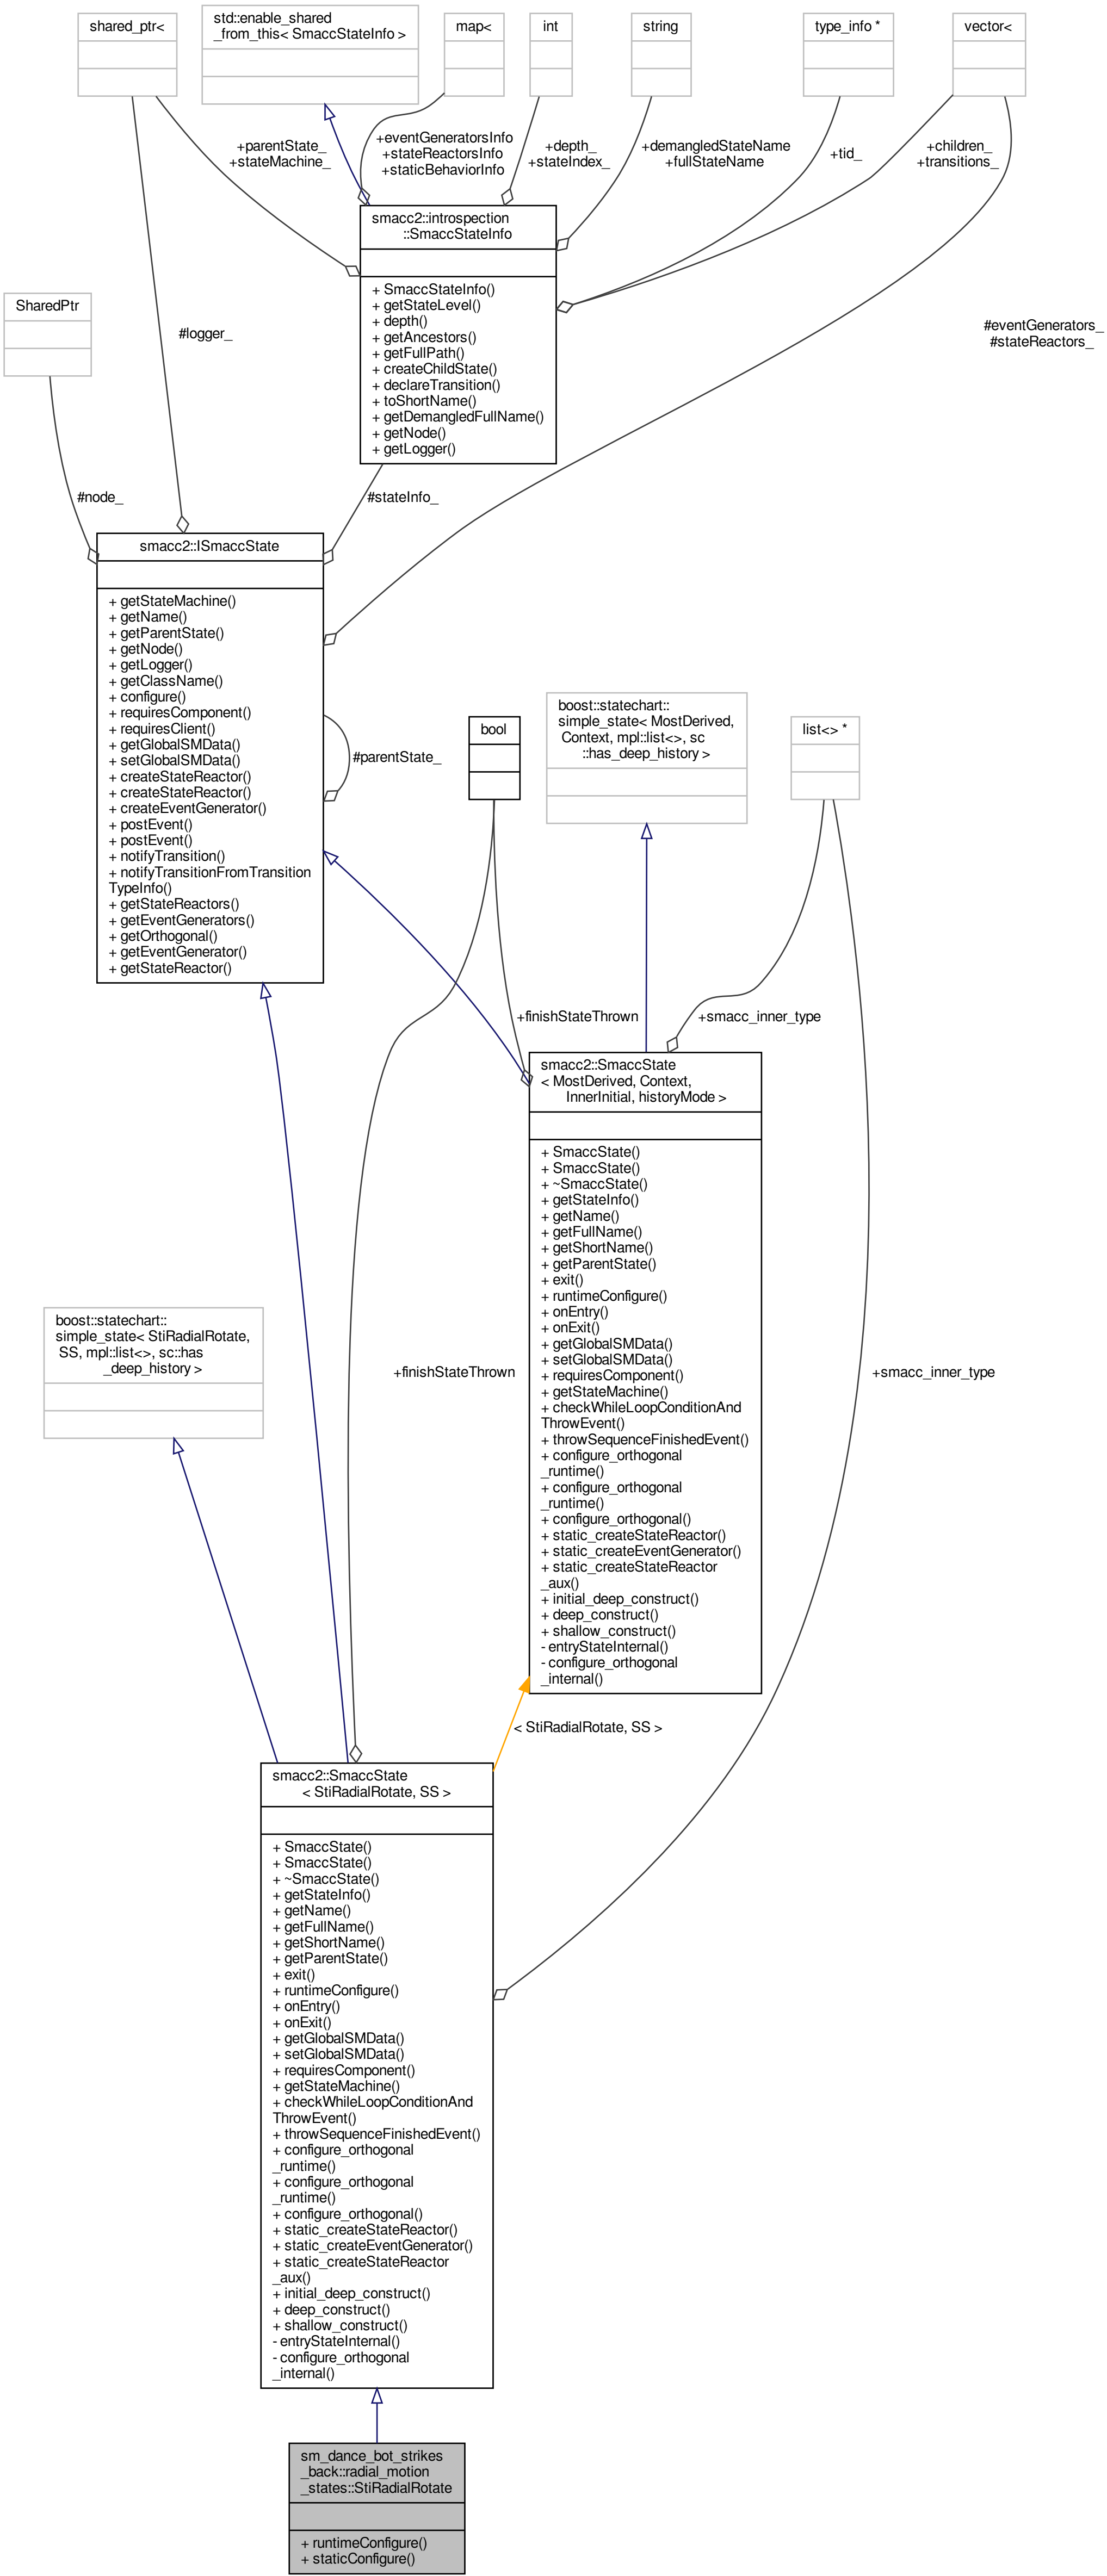 shared_ptr<
std::enable_shared
_from_this< SmaccStateInfo >
map<
int
string
type_info *
vector<
+parentState_
+stateMachine_
+eventGeneratorsInfo
+stateReactorsInfo
+staticBehaviorInfo
+depth_
+stateIndex_
+demangledStateName
+fullStateName
+tid_
+children_
+transitions_
smacc2::introspection
::SmaccStateInfo
+ SmaccStateInfo()
+ getStateLevel()
+ depth()
+ getAncestors()
+ getFullPath()
+ createChildState()
+ declareTransition()
+ toShortName()
+ getDemangledFullName()
+ getNode()
+ getLogger()
SharedPtr
#logger_
#eventGenerators_
#stateReactors_
#node_
#stateInfo_
smacc2::ISmaccState
+ getStateMachine()
+ getName()
+ getParentState()
+ getNode()
+ getLogger()
+ getClassName()
+ configure()
+ requiresComponent()
+ requiresClient()
+ getGlobalSMData()
+ setGlobalSMData()
+ createStateReactor()
+ createStateReactor()
+ createEventGenerator()
+ postEvent()
+ postEvent()
+ notifyTransition()
+ notifyTransitionFromTransition
TypeInfo()
+ getStateReactors()
+ getEventGenerators()
+ getOrthogonal()
+ getEventGenerator()
+ getStateReactor()
#parentState_
bool
boost::statechart::
simple_state< MostDerived,
Context, mpl::list<>, sc
::has_deep_history >
list<> *
+finishStateThrown
+smacc_inner_type
smacc2::SmaccState
< MostDerived, Context,
InnerInitial, historyMode >
+ SmaccState()
+ SmaccState()
+ ~SmaccState()
+ getStateInfo()
+ getName()
+ getFullName()
+ getShortName()
+ getParentState()
+ exit()
+ runtimeConfigure()
+ onEntry()
+ onExit()
+ getGlobalSMData()
+ setGlobalSMData()
+ requiresComponent()
+ getStateMachine()
+ checkWhileLoopConditionAnd
ThrowEvent()
+ throwSequenceFinishedEvent()
+ configure_orthogonal
_runtime()
+ configure_orthogonal
_runtime()
+ configure_orthogonal()
+ static_createStateReactor()
+ static_createEventGenerator()
+ static_createStateReactor
_aux()
+ initial_deep_construct()
+ deep_construct()
+ shallow_construct()
- entryStateInternal()
- configure_orthogonal
_internal()
boost::statechart::
simple_state< StiRadialRotate,
SS, mpl::list<>, sc::has
_deep_history >
+finishStateThrown
+smacc_inner_type
< StiRadialRotate, SS >
smacc2::SmaccState
< StiRadialRotate, SS >
+ SmaccState()
+ SmaccState()
+ ~SmaccState()
+ getStateInfo()
+ getName()
+ getFullName()
+ getShortName()
+ getParentState()
+ exit()
+ runtimeConfigure()
+ onEntry()
+ onExit()
+ getGlobalSMData()
+ setGlobalSMData()
+ requiresComponent()
+ getStateMachine()
+ checkWhileLoopConditionAnd
ThrowEvent()
+ throwSequenceFinishedEvent()
+ configure_orthogonal
_runtime()
+ configure_orthogonal
_runtime()
+ configure_orthogonal()
+ static_createStateReactor()
+ static_createEventGenerator()
+ static_createStateReactor
_aux()
+ initial_deep_construct()
+ deep_construct()
+ shallow_construct()
- entryStateInternal()
- configure_orthogonal
_internal()
sm_dance_bot_strikes
_back::radial_motion
_states::StiRadialRotate
+ runtimeConfigure()
+ staticConfigure()